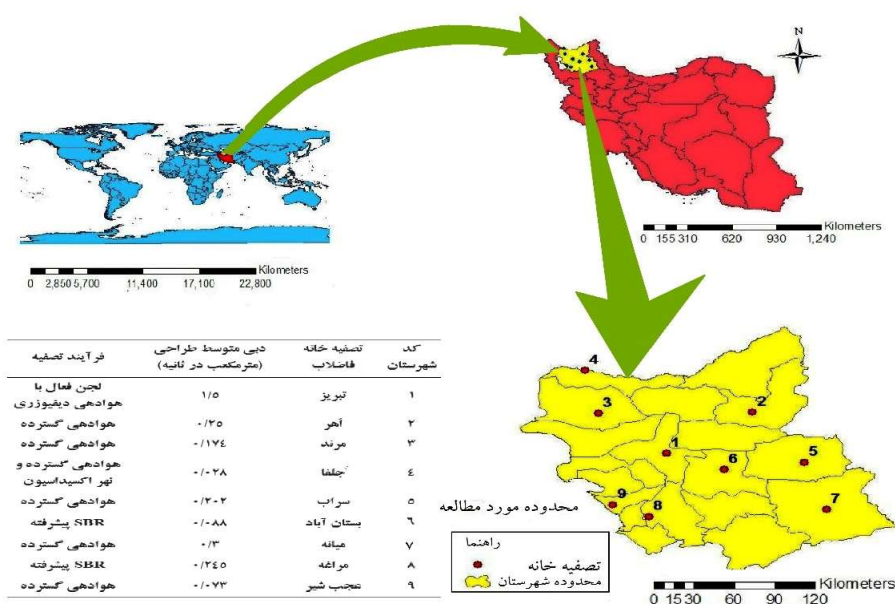 N
Kilometers
0 155 310 620 930 1,240
Kilometers
0 2,850 5,700 11,400 17,100 22,800
کد شهرستان
تصفیه خانه فاضلاب
دبی متوسط طراحی (مترمکعب در ثانیه)
فرآیند تصفیه
۱ تبریز ۱/۵ لجن فعال با هوادهی دیفیوزری
۲ اهر ۰/۲۵ هوادهی گسترده
۳ مرند ۰/۱۷٤ هوادهی گسترده
٤ جلفا ۰/۰۲۸ هوادهی گسترده و نهر اکسیداسیون
۵ سراب ۰/۲۰۲ هوادهی گسترده
٦ بستان آباد ۰/۰۸۸ SBR پیشرفته
۷ میانه ۰/۳ هوادهی گسترده
۸ مراغه ۰/۲٤۵ SBR پیشرفته
۹ عجب شیر ۰/۰۷۳ هوادهی گسترده
4
3
2
1
6
5
9
8
7
محدوده مورد مطالعه
راهنما
تصفیه خانه
محدوده شهرستان
Kilometers
0 15 30 60 90 120